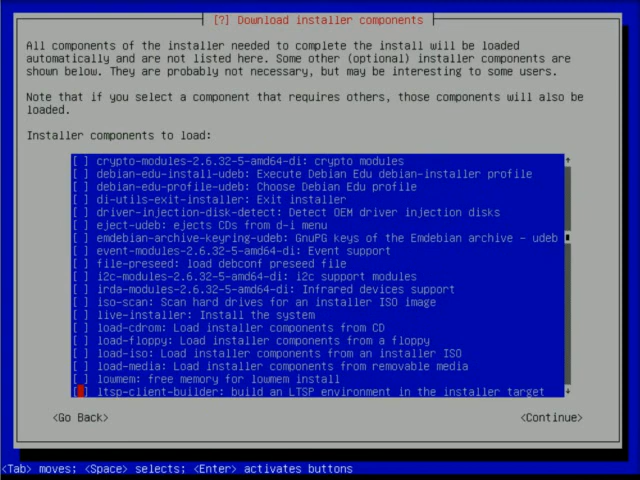 [?] Download installer components
All components of the installer needed to complete the install will be loaded
automatically and are not listed here. Some other (optional) installer components are
shown below. They are probably not necessary, but may be interesting to some users.
Note that if you select a component that requires others, those components will also be
loaded.
Installer components to load:
[ ] crypto-modules-2.6.32-5-amd64-di: crypto modules
[ ] debian-edu-install-udeb: Execute Debian Edu debian-installer profile
[ ] debian-edu-profile-udeb: Choose Debian Edu profile
[ ] di-utils-exit-installer: Exit installer
[ ] driver-injection-disk-detect: Detect OEM driver injection disks
[ ] eject-udeb: ejects CDs from d-i menu
[ ] emdebian-archive-keyring-udeb: GnuPG keys of the Emdebian archive - udeb
[ ] event-modules-2.6.32-5-amd64-di: Event support
[ ] file-preseed: load debconf preseed file
[ ] i2c-modules-2.6.32-5-amd64-di: i2c support modules
[ ] irda-modules-2.6.32-5-amd64-di: Infrared devices support
[ ] iso-scan: Scan hard drives for an installer ISO image
[ ] live-installer: Install the system
[ ] load-cdrom: Load installer components from CD
[ ] load-floppy: Load installer components from a floppy
[ ] load-iso: Load installer components from an installer ISO
[ ] load-media: Load installer components from removable media
[ ] lowmem: free memory for lowmem install
[ ] ltsp-client-builder: build an LTSP environment in the installer target
<Go Back> <Continue>
<Tab> moves; <Space> selects; <Enter> activates buttons